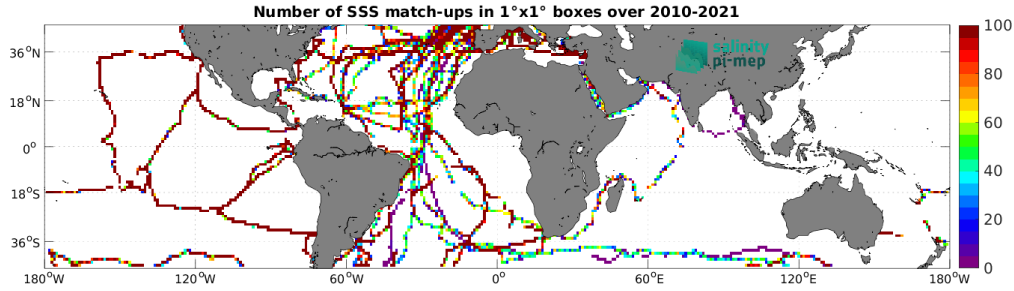 Number of SSS match-ups in 1°x1° boxes over 2010-2021
salinity
pi-mep
36°N
18°N
0°
18°S
36°S
180°W 120°W 60°W 0° 60°E 120°E 180°W
100
80
60
40
20
0